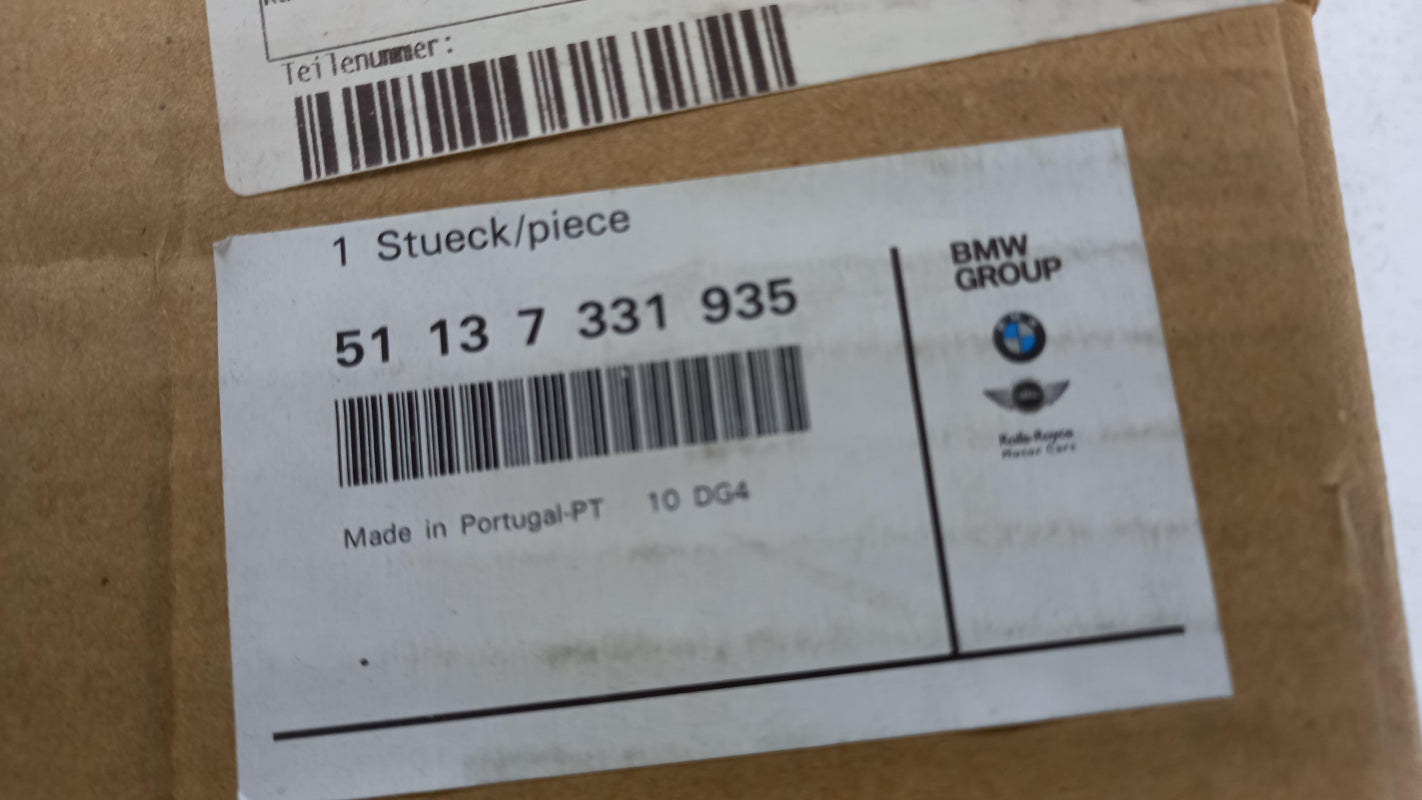 Teilenummer:
1 Stueck/piece
51 13 7 331 935
Made in Portugal-PT 10 DG4
BMW
GROUP
Rolls-Royce
Motor Cars